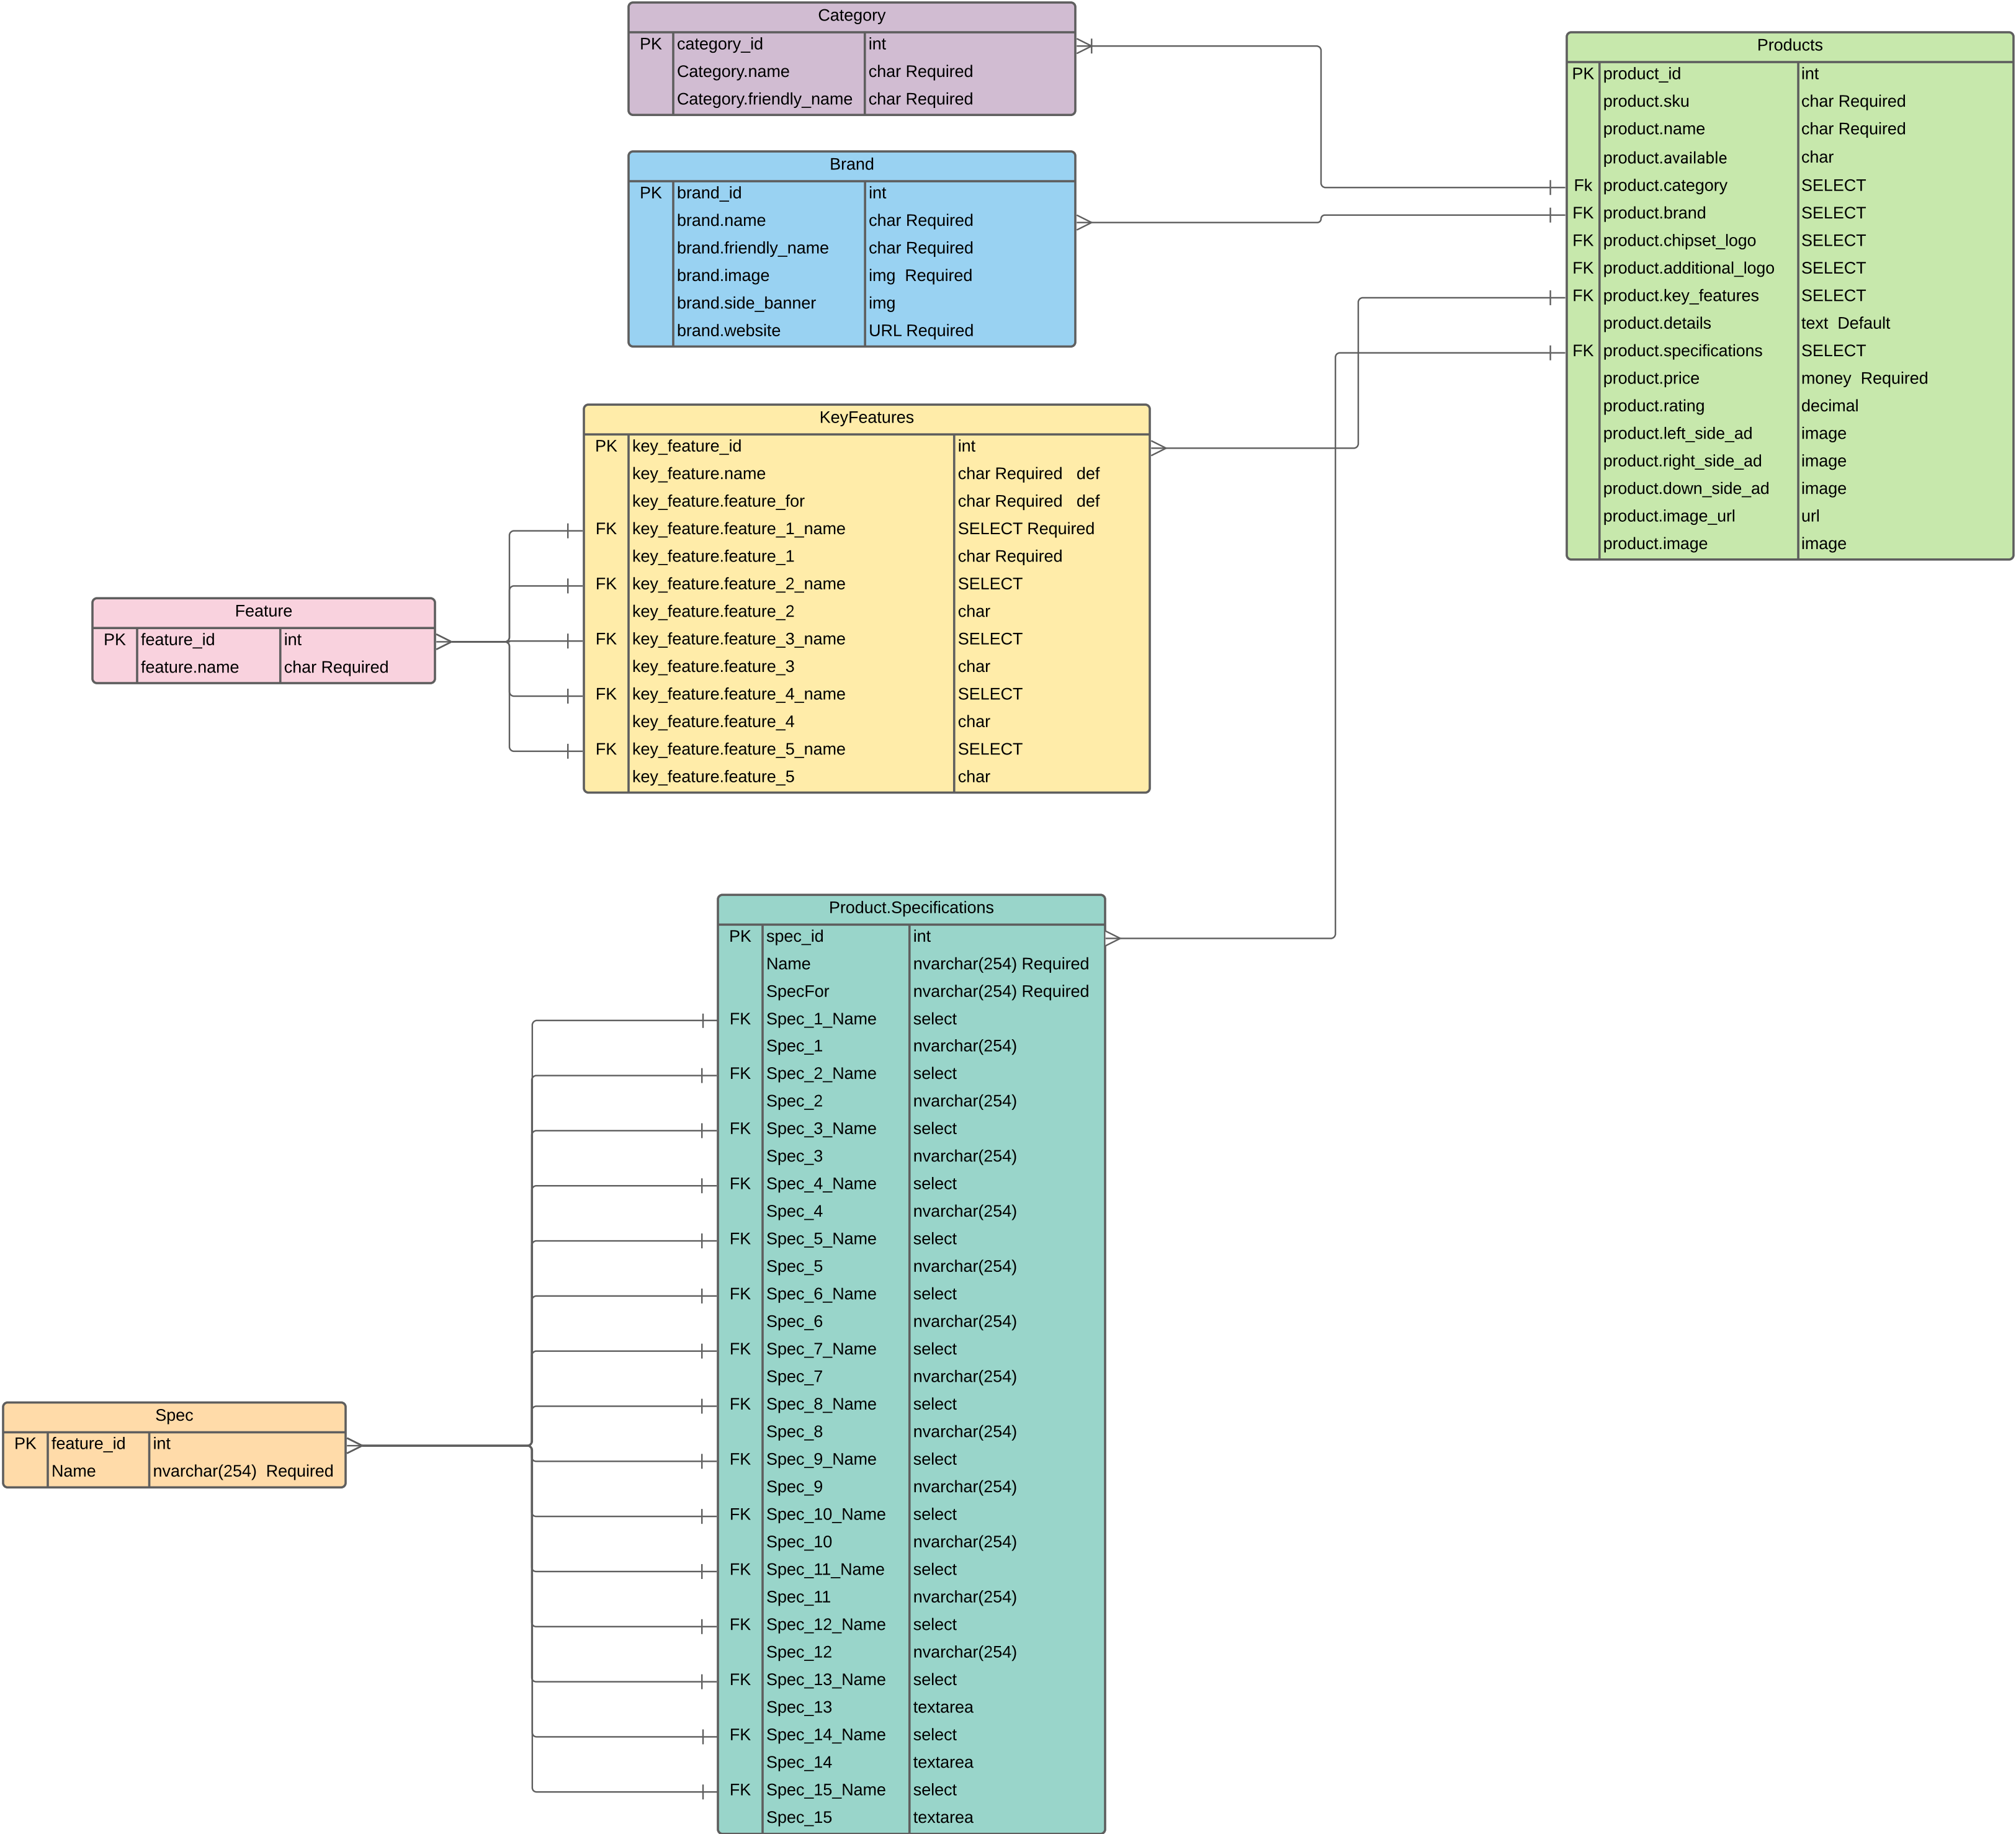 Category
PK category_id int
Category.name char Required
Category.friendly_name char Required
Brand
PK brand_id int
brand.name char Required
brand.friendly_name char Required
brand.image img  Required
brand.side_banner img
brand.website URL Required
Products
PK product_id int
product.sku char Required
product.name char Required
product.available char
Fk product.category SELECT
FK product.brand SELECT
FK product.chipset_logo SELECT
FK product.additional_logo SELECT
FK product.key_features SELECT
product.details text  Default
FK product.specifications SELECT
product.price money  Required
product.rating decimal
product.left_side_ad image
product.right_side_ad image
product.down_side_ad image
product.image_url url
product.image image
KeyFeatures
PK key_feature_id int
key_feature.name char Required   def
key_feature.feature_for char Required   def
FK key_feature.feature_1_name SELECT Required
key_feature.feature_1 char Required
FK key_feature.feature_2_name SELECT
key_feature.feature_2 char
FK key_feature.feature_3_name SELECT
key_feature.feature_3 char
FK key_feature.feature_4_name SELECT
key_feature.feature_4 char
FK key_feature.feature_5_name SELECT
key_feature.feature_5 char
Feature
PK feature_id int
feature.name char Required
Product.Specifications
PK spec_id int
Name nvarchar(254) Required
SpecFor nvarchar(254) Required
FK Spec_1_Name select
Spec_1 nvarchar(254)
FK Spec_2_Name select
Spec_2 nvarchar(254)
FK Spec_3_Name select
Spec_3 nvarchar(254)
FK Spec_4_Name select
Spec_4 nvarchar(254)
FK Spec_5_Name select
Spec_5 nvarchar(254)
FK Spec_6_Name select
Spec_6 nvarchar(254)
FK Spec_7_Name select
Spec_7 nvarchar(254)
FK Spec_8_Name select
Spec_8 nvarchar(254)
FK Spec_9_Name select
Spec_9 nvarchar(254)
FK Spec_10_Name select
Spec_10 nvarchar(254)
FK Spec_11_Name select
Spec_11 nvarchar(254)
FK Spec_12_Name select
Spec_12 nvarchar(254)
FK Spec_13_Name select
Spec_13 textarea
FK Spec_14_Name select
Spec_14 textarea
FK Spec_15_Name select
Spec_15 textarea
Spec
PK feature_id int
Name nvarchar(254)  Required